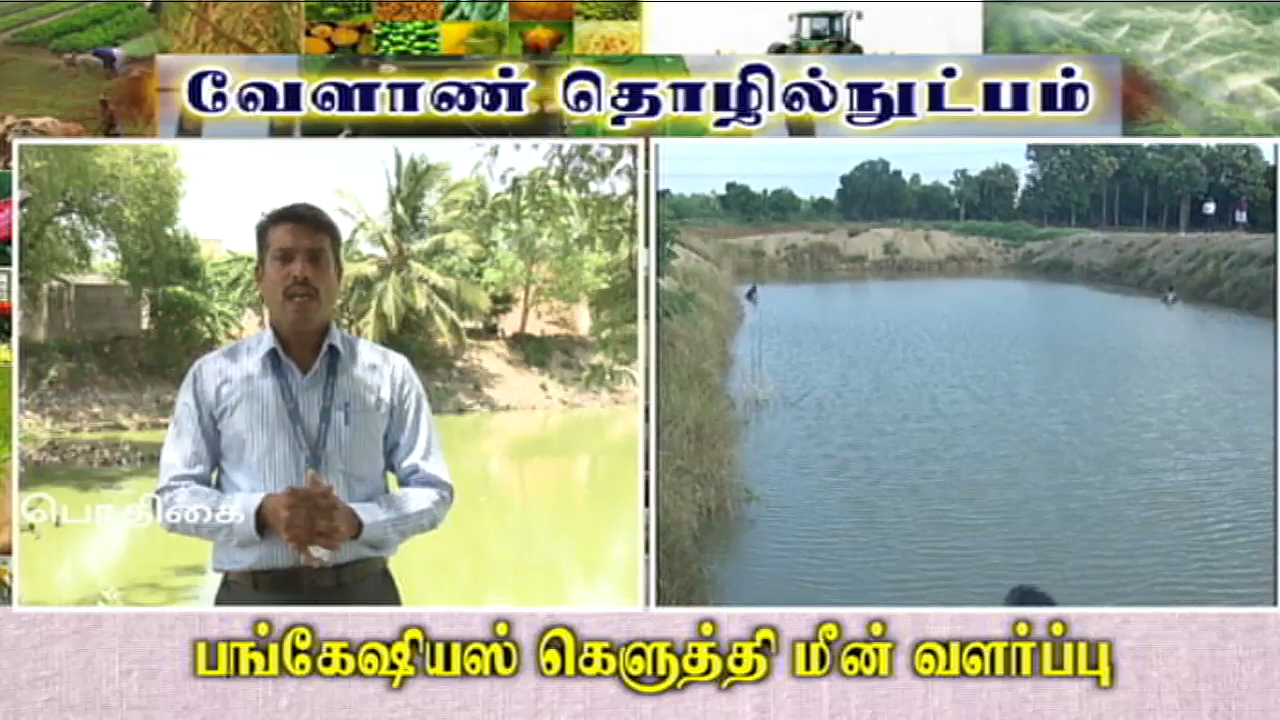 வேளாண் தொழில்நுட்பம்
பொதிகை
பங்கேஷியஸ் கெளுத்தி மீன் வளர்ப்பு